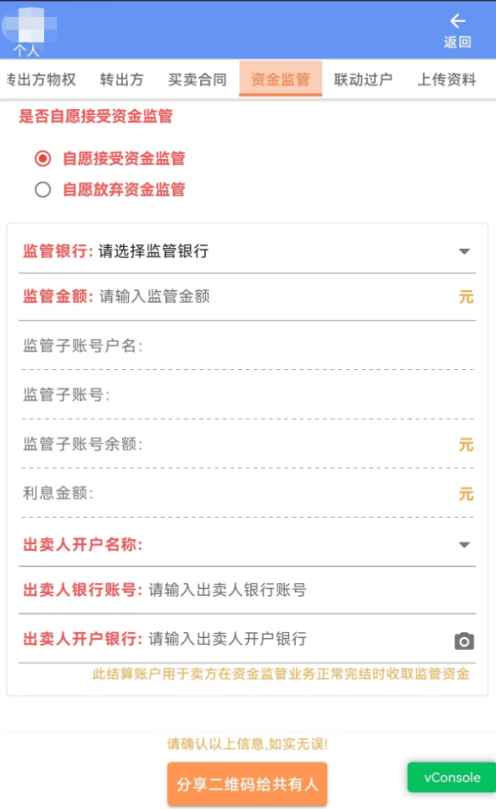 个人
返回
转出方物权 转出方 买卖合同 资金监管 联动过户 上传资料
是否自愿接受资金监管
自愿接受资金监管
自愿放弃资金监管
监管银行: 请选择监管银行
监管金额: 请输入监管金额 元
监管子账号户名:
监管子账号:
监管子账号余额: 元
利息金额: 元
出卖人开户名称:
出卖人银行账号: 请输入出卖人银行账号
出卖人开户银行: 请输入出卖人开户银行
此结算账户用于卖方在资金监管业务正常完结时收取监管资金
请确认以上信息,如实无误!
分享二维码给共有人
vConsole